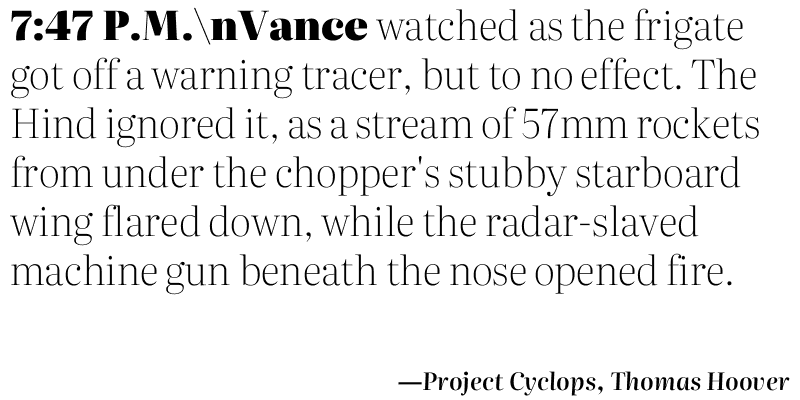 7:47 P.M.\nVance watched as the frigate
got off a warning tracer, but to no effect. The
Hind ignored it, as a stream of 57mm rockets
from under the chopper's stubby starboard
wing flared down, while the radar-slaved
machine gun beneath the nose opened fire.
—Project Cyclops, Thomas Hoover